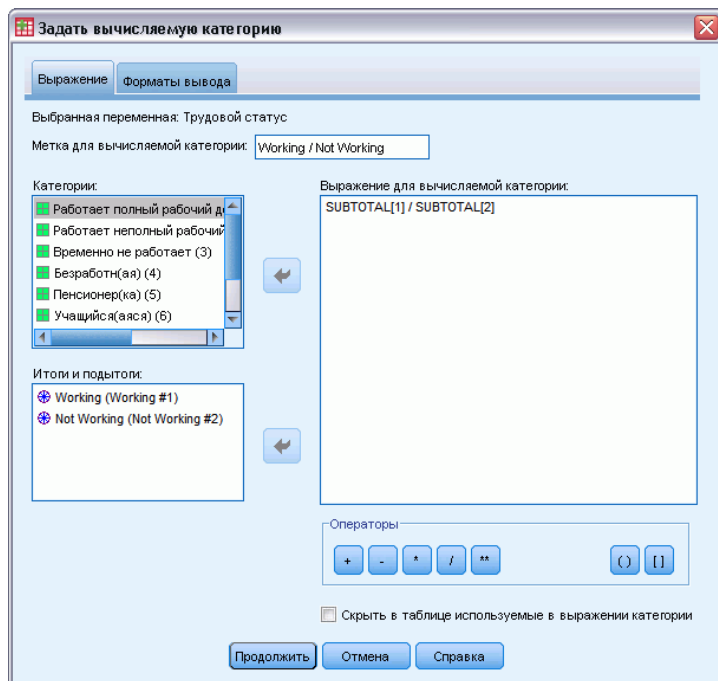 Задать вычисляемую категорию
Выражение
Форматы вывода
Выбранная переменная: Трудовой статус
Метка для вычисляемой категории:
Working / Not Working
Категории:
Работает полный рабочий д
Работает неполный рабочий
Временно не работает (3)
Безработн(ая) (4)
Пенсионер(ка) (5)
Учащийся(аяся) (6)
Итоги и подытоги:
Working (Working #1)
Not Working (Not Working #2)
Выражение для вычисляемой категории:
SUBTOTAL[1] / SUBTOTAL[2]
Операторы
+ - * / ** ( ) [ ]
Скрыть в таблице используемые в выражении категории
Продолжить Отмена Справка